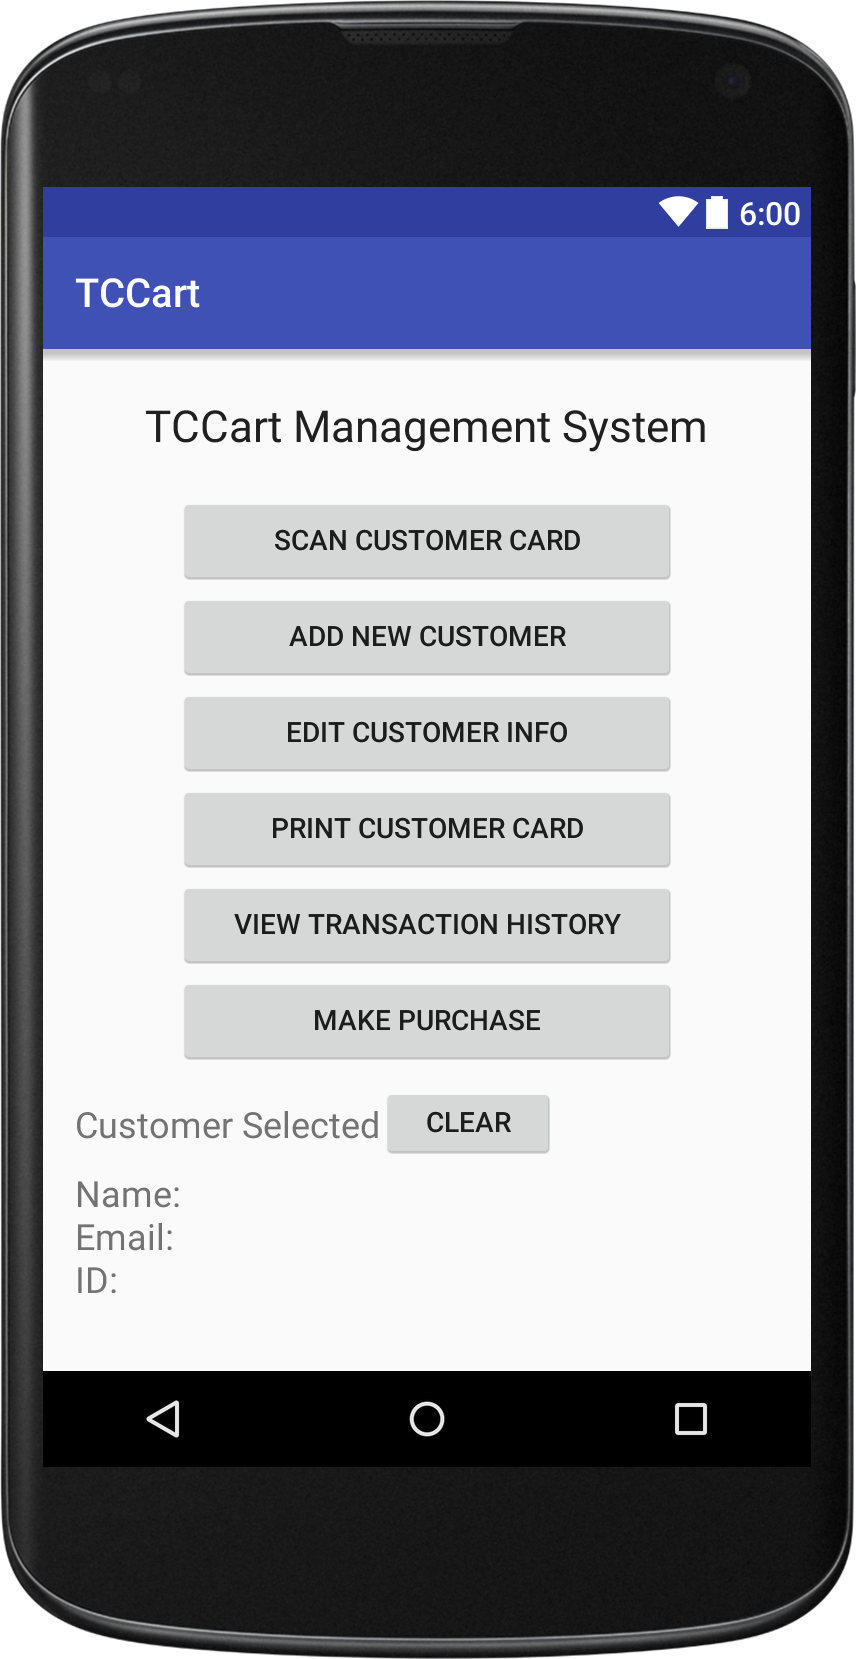 6:00
TCCart
TCCart Management System
SCAN CUSTOMER CARD
ADD NEW CUSTOMER
EDIT CUSTOMER INFO
PRINT CUSTOMER CARD
VIEW TRANSACTION HISTORY
MAKE PURCHASE
Customer Selected CLEAR
Name:
Email:
ID: